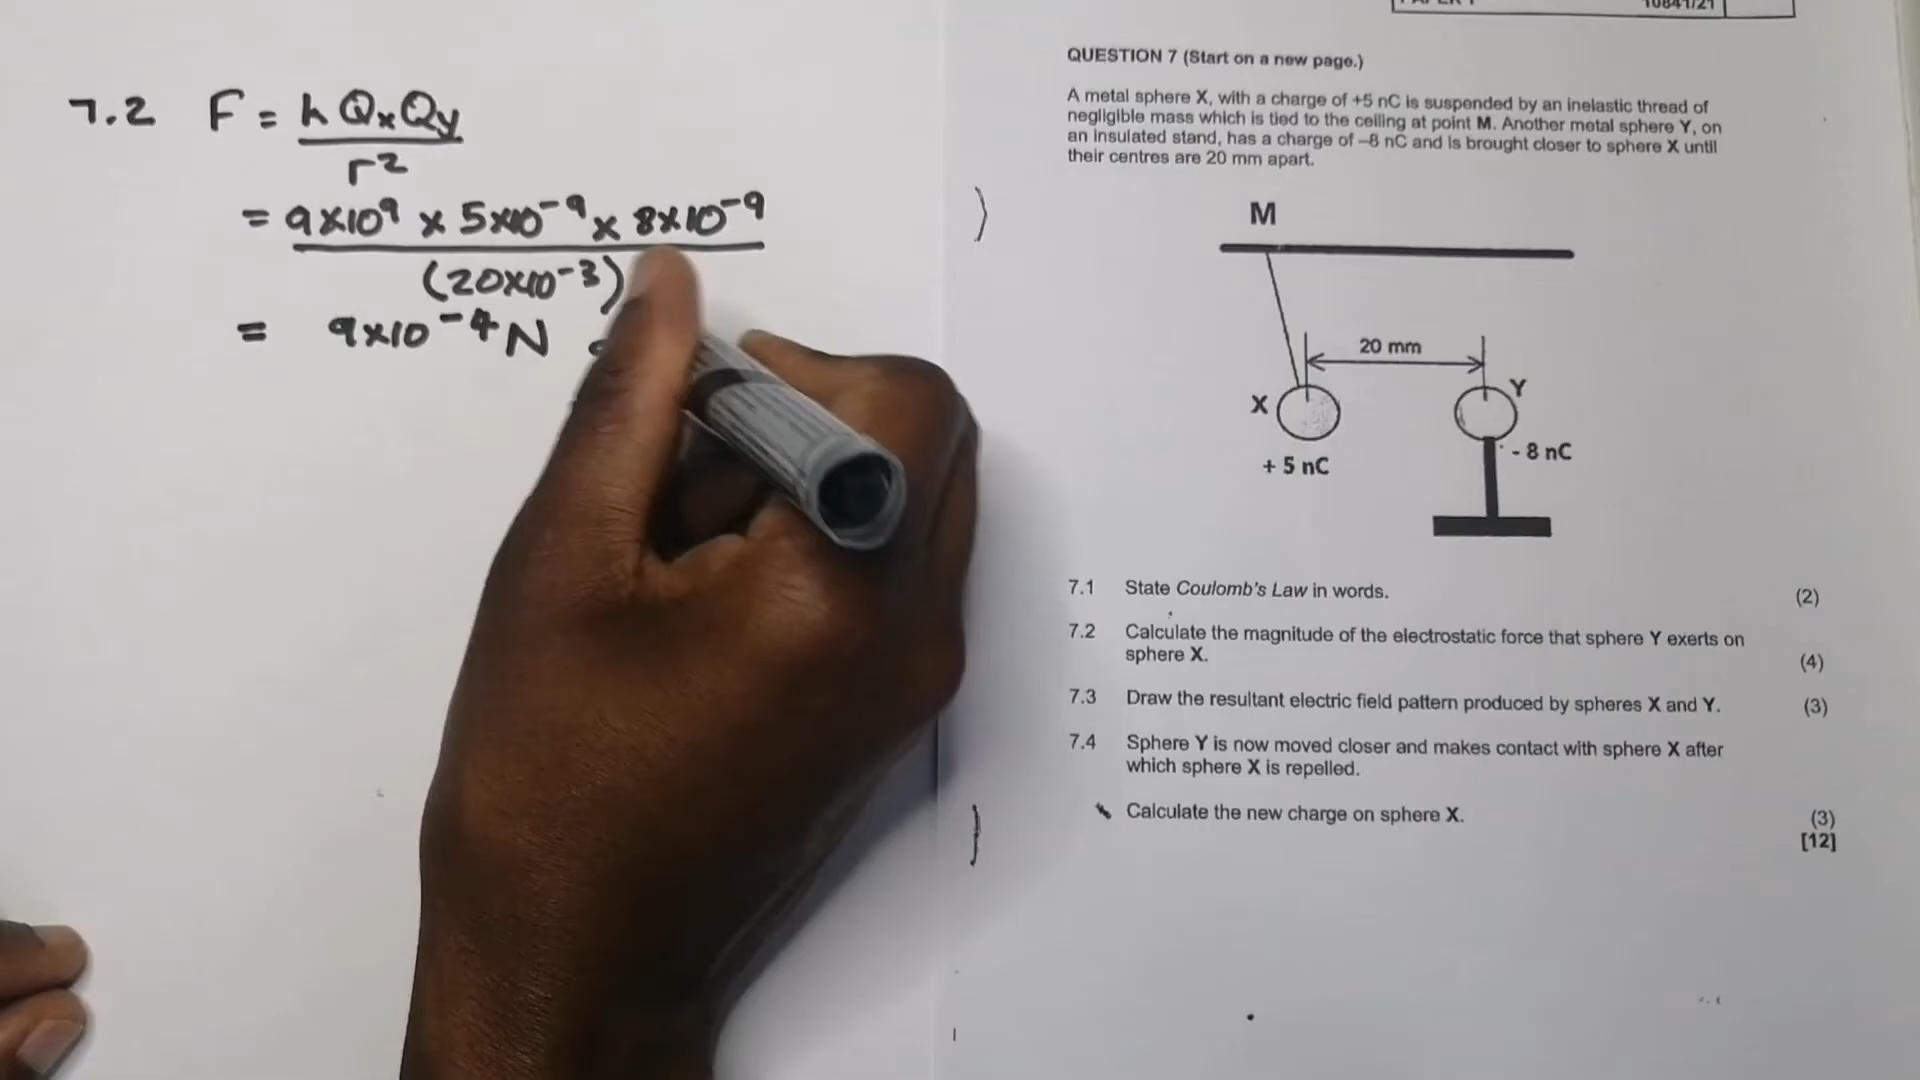 7.2 F = kQxQy
r²
= 9×10⁹ × 5×10⁻⁹ × 8×10⁻⁹
(20×10⁻³)
= 9×10⁻⁴ N
10841/21
QUESTION 7 (Start on a new page.)
A metal sphere X, with a charge of +5 nC is suspended by an inelastic thread of
negligible mass which is tied to the ceiling at point M. Another metal sphere Y, on
an insulated stand, has a charge of –8 nC and is brought closer to sphere X until
their centres are 20 mm apart.
M
20 mm
X
Y
+ 5 nC
- 8 nC
7.1 State Coulomb's Law in words. (2)
7.2 Calculate the magnitude of the electrostatic force that sphere Y exerts on
sphere X. (4)
7.3 Draw the resultant electric field pattern produced by spheres X and Y. (3)
7.4 Sphere Y is now moved closer and makes contact with sphere X after
which sphere X is repelled.
Calculate the new charge on sphere X. (3)
[12]